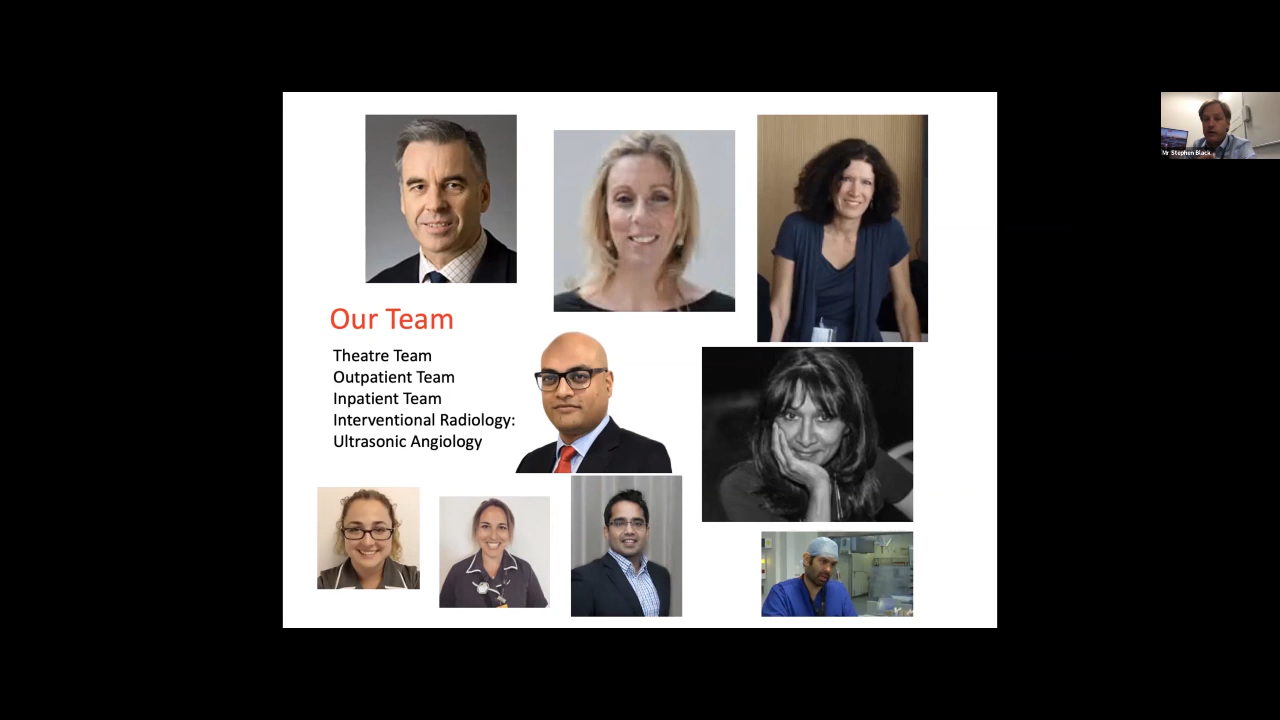 Our Team
Theatre Team
Outpatient Team
Inpatient Team
Interventional Radiology:
Ultrasonic Angiology
Mr Stephen Black